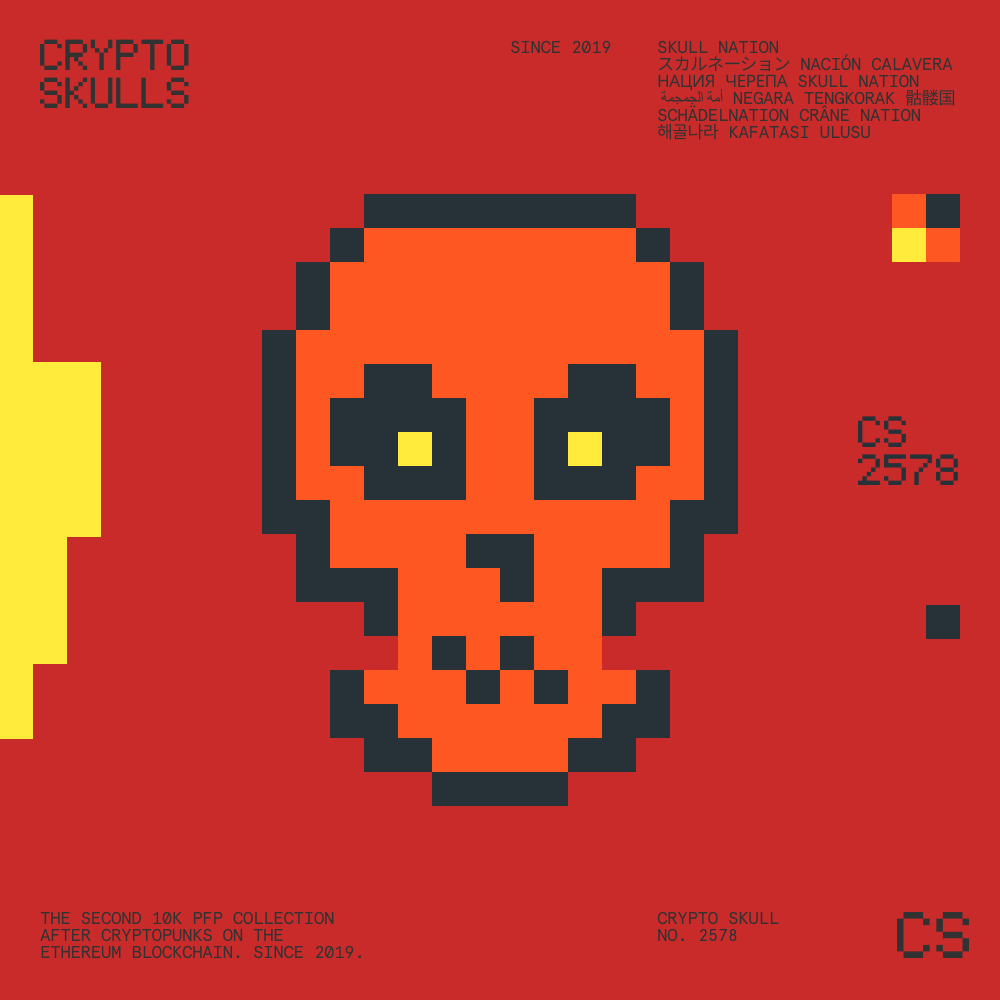 CRYPTO
SKULLS
SINCE 2019
SKULL NATION
スカルネーション NACIÓN CALAVERA
НАЦИЯ ЧЕРЕПА SKULL NATION
أمة الجمجمة NEGARA TENGKORAK 骷髅国
SCHÄDELNATION CRÂNE NATION
해골나라 KAFATASI ULUSU
CS
2578
THE SECOND 10K PFP COLLECTION
AFTER CRYPTOPUNKS ON THE
ETHEREUM BLOCKCHAIN. SINCE 2019.
CRYPTO SKULL
NO. 2578
CS